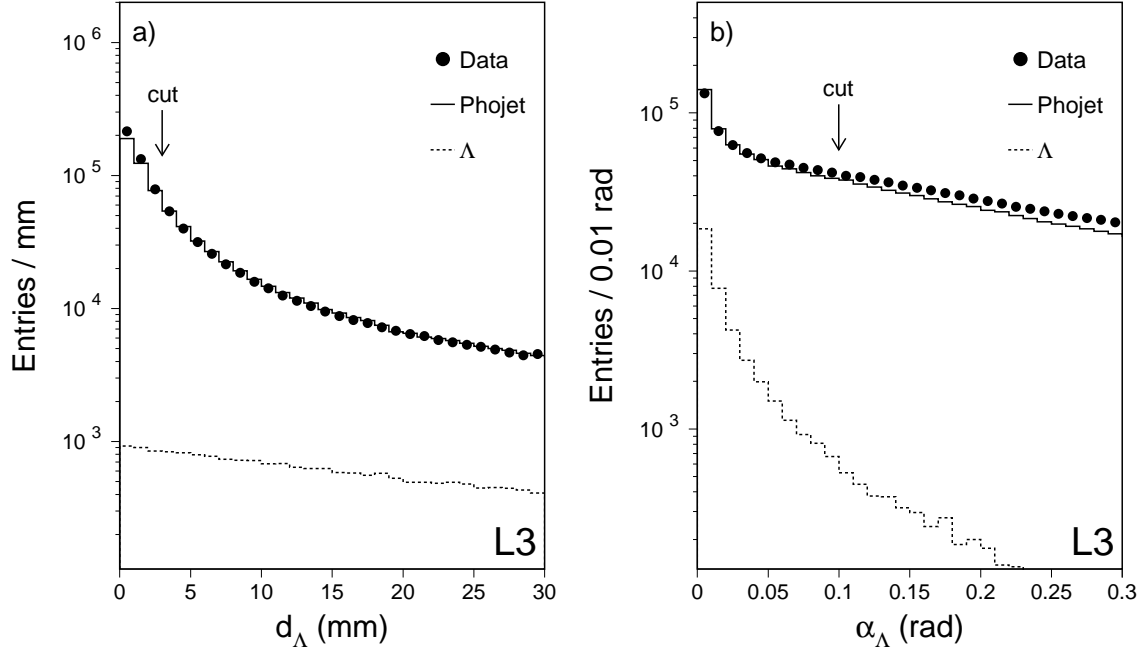 a)
Data
Phojet
Λ
cut
L3
10^6
10^5
10^4
10^3
Entries / mm
0 5 10 15 20 25 30
d_Λ (mm)
b)
Data
Phojet
Λ
cut
L3
10^5
10^4
10^3
Entries / 0.01 rad
0 0.05 0.1 0.15 0.2 0.25 0.3
α_Λ (rad)